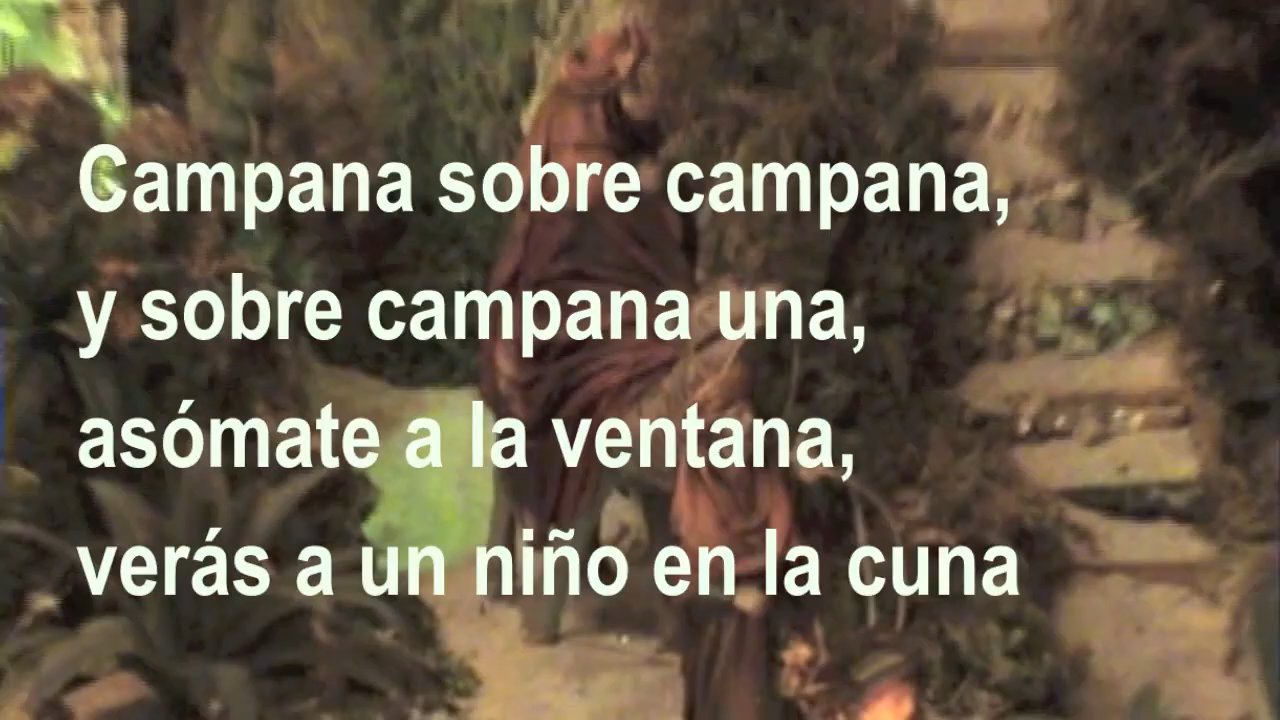 Campana sobre campana,
y sobre campana una,
asómate a la ventana,
verás a un niño en la cuna